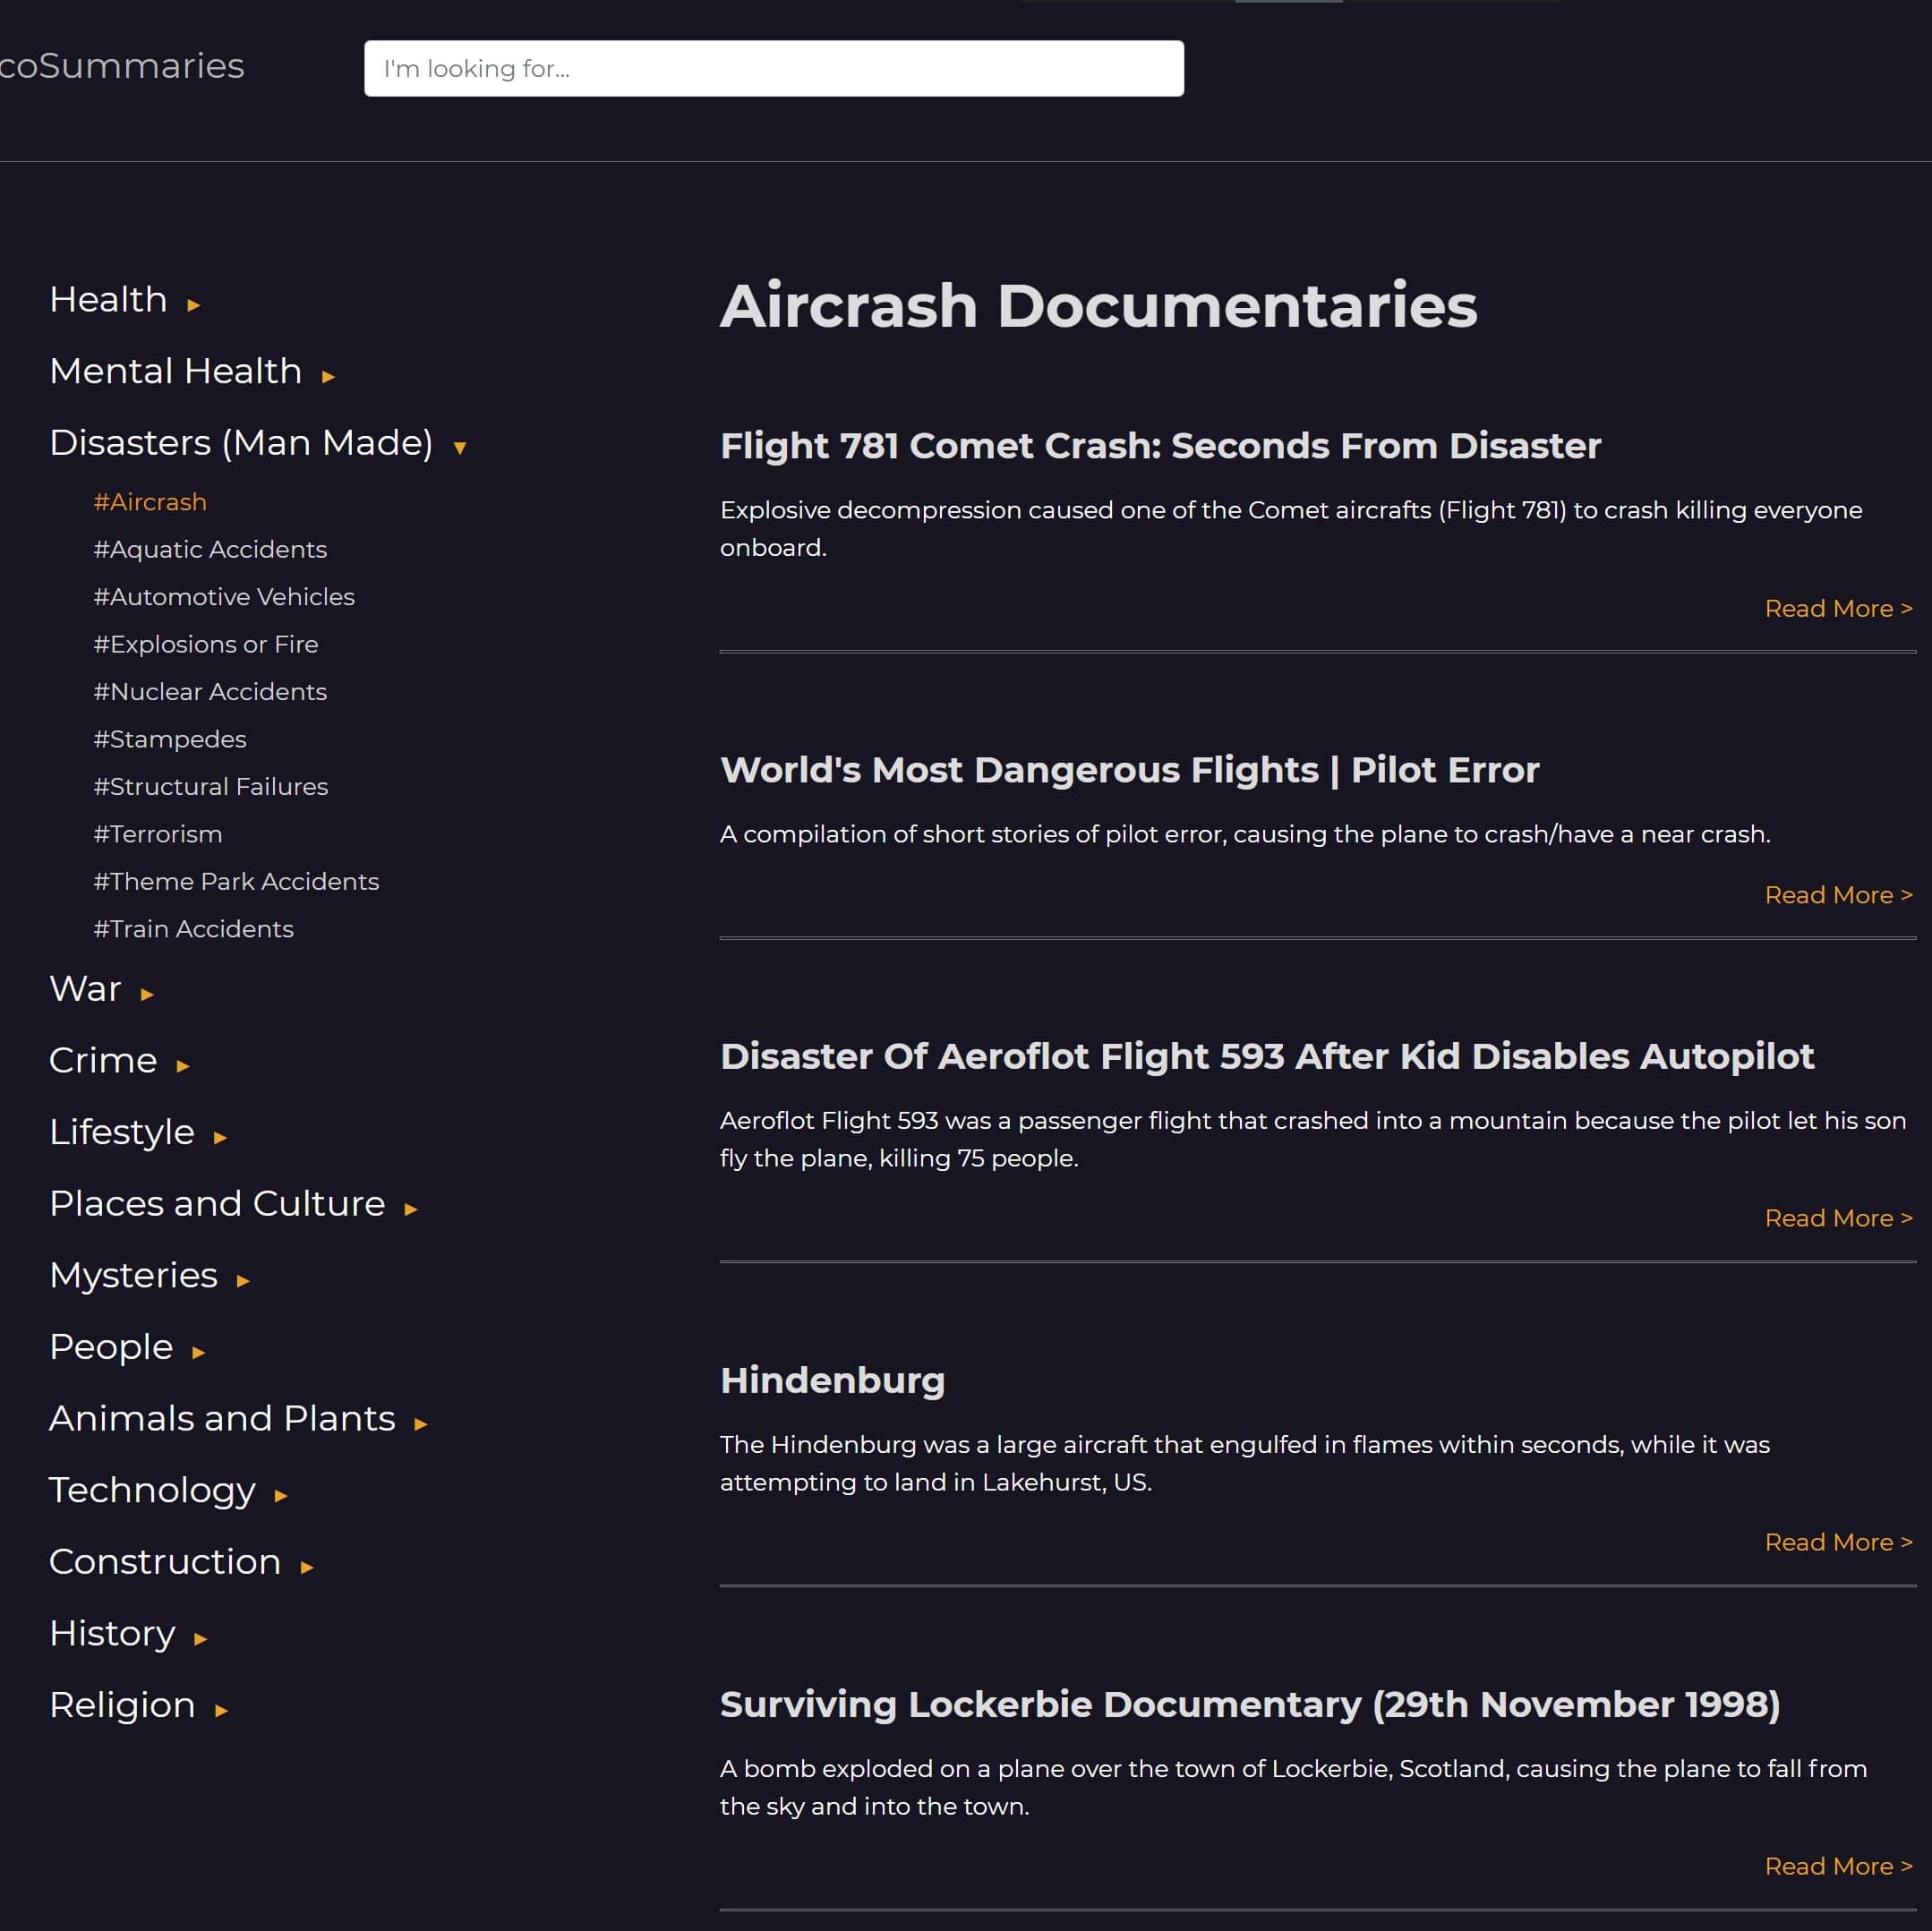 coSummaries
I'm looking for...
Health ▸
Mental Health ▸
Disasters (Man Made) ▾
#Aircrash
#Aquatic Accidents
#Automotive Vehicles
#Explosions or Fire
#Nuclear Accidents
#Stampedes
#Structural Failures
#Terrorism
#Theme Park Accidents
#Train Accidents
War ▸
Crime ▸
Lifestyle ▸
Places and Culture ▸
Mysteries ▸
People ▸
Animals and Plants ▸
Technology ▸
Construction ▸
History ▸
Religion ▸
Aircrash Documentaries
Flight 781 Comet Crash: Seconds From Disaster
Explosive decompression caused one of the Comet aircrafts (Flight 781) to crash killing everyone
onboard.
Read More >
World's Most Dangerous Flights | Pilot Error
A compilation of short stories of pilot error, causing the plane to crash/have a near crash.
Read More >
Disaster Of Aeroflot Flight 593 After Kid Disables Autopilot
Aeroflot Flight 593 was a passenger flight that crashed into a mountain because the pilot let his son
fly the plane, killing 75 people.
Read More >
Hindenburg
The Hindenburg was a large aircraft that engulfed in flames within seconds, while it was
attempting to land in Lakehurst, US.
Read More >
Surviving Lockerbie Documentary (29th November 1998)
A bomb exploded on a plane over the town of Lockerbie, Scotland, causing the plane to fall from
the sky and into the town.
Read More >